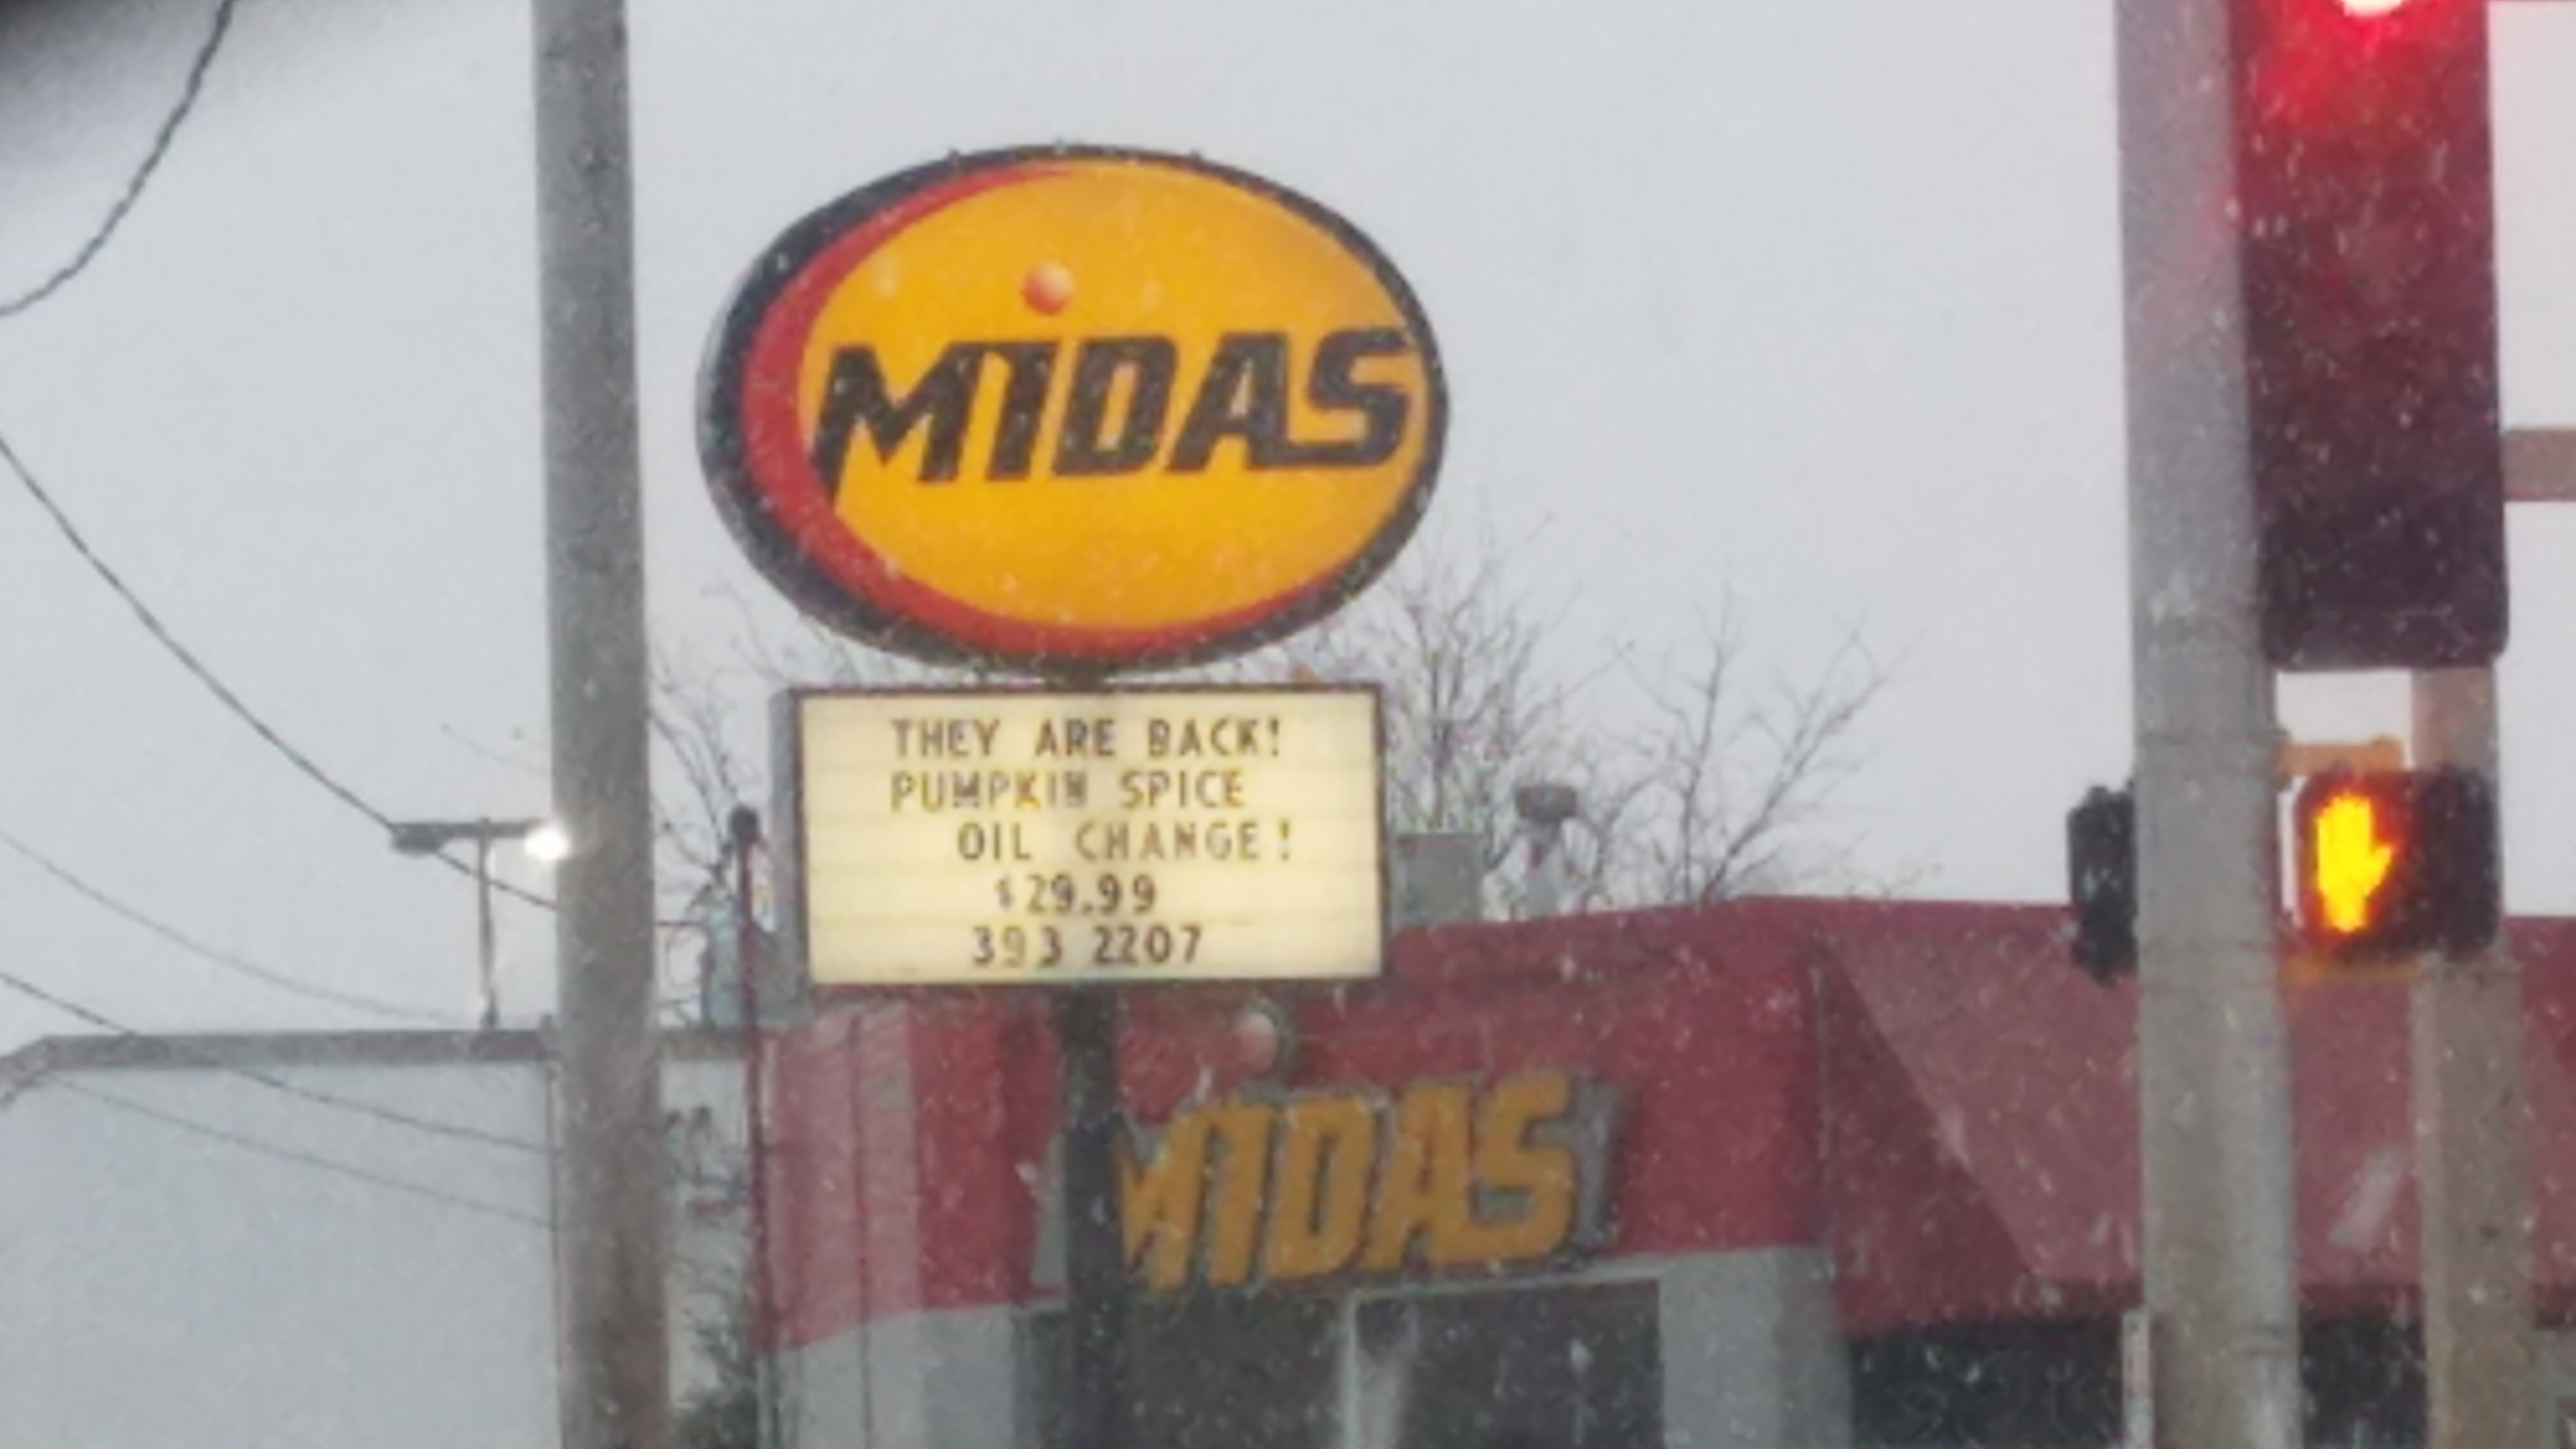 MIDAS
THEY ARE BACK!
PUMPKIN SPICE
OIL CHANGE!
$29.99
393 2207
MIDAS